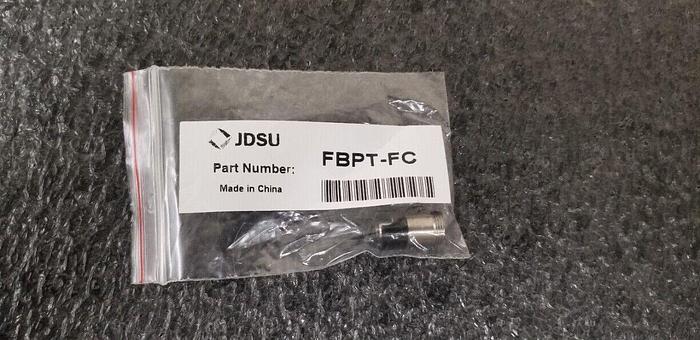 JDSU
Part Number: FBPT-FC
Made in China